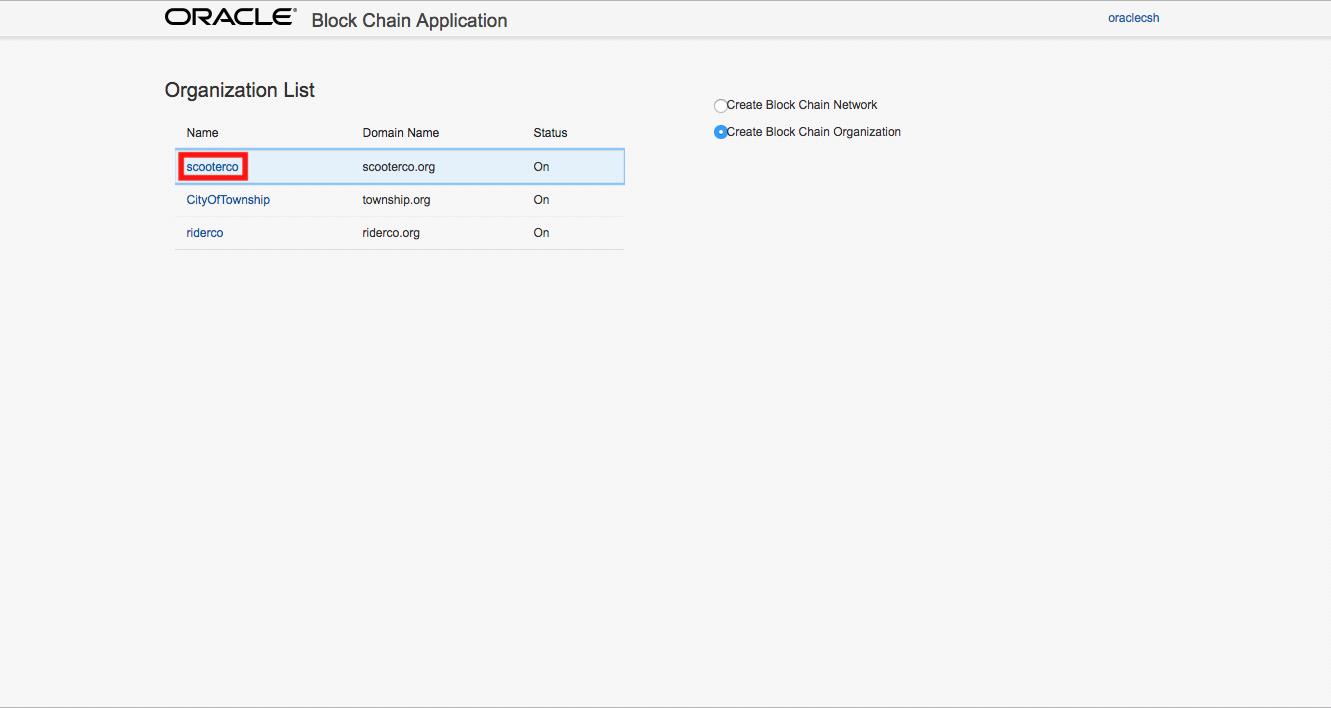 ORACLE® Block Chain Application
oraclecsh
Organization List
Name Domain Name Status
scooterco scooterco.org On
CityOfTownship township.org On
riderco riderco.org On
Create Block Chain Network
Create Block Chain Organization